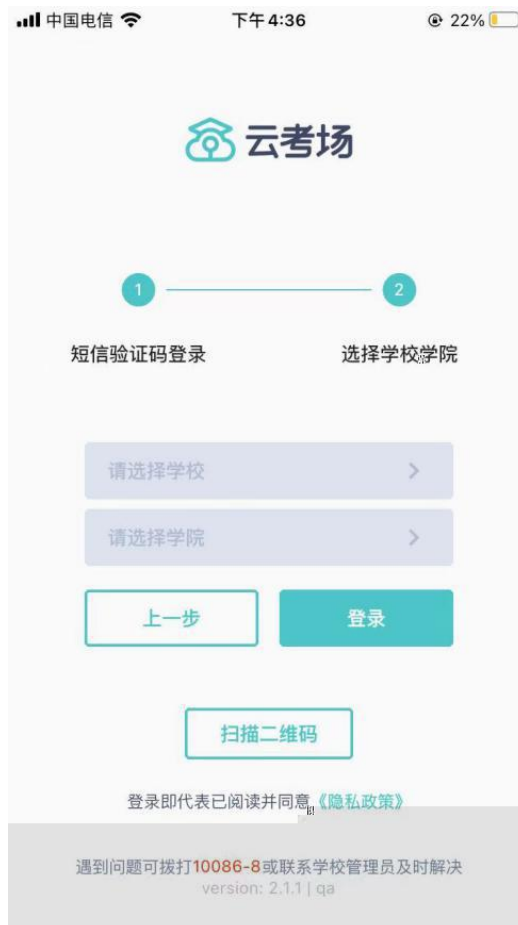 中国电信 下午4:36 22%
云考场
1 2
短信验证码登录 选择学校学院
请选择学校
请选择学院
上一步 登录
扫描二维码
登录即代表已阅读并同意《隐私政策》
遇到问题可拨打10086-8或联系学校管理员及时解决
version: 2.1.1 | qa